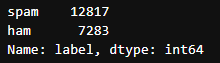 spam    12817
ham      7283
Name: label, dtype: int64